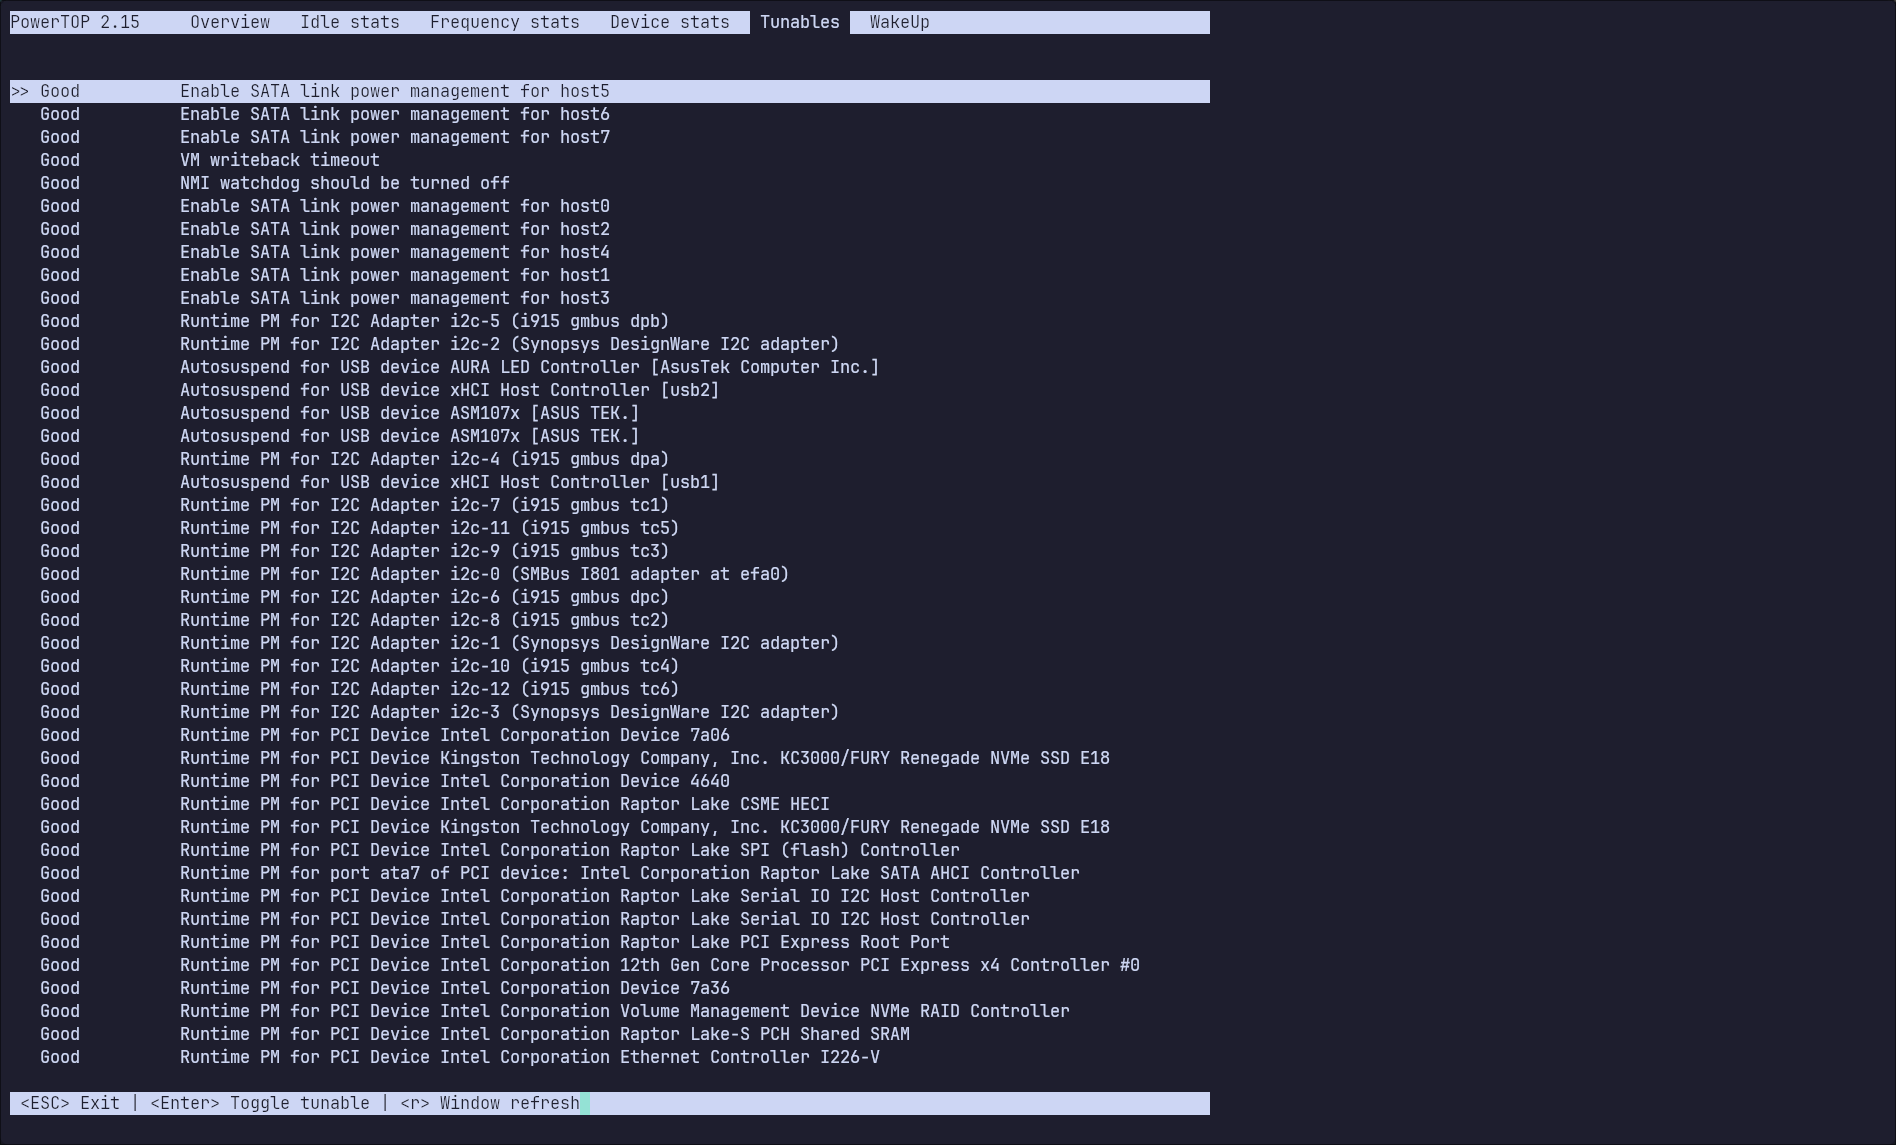 PowerTOP 2.15     Overview   Idle stats   Frequency stats   Device stats   Tunables   WakeUp
>> Good          Enable SATA link power management for host5
Good          Enable SATA link power management for host6
Good          Enable SATA link power management for host7
Good          VM writeback timeout
Good          NMI watchdog should be turned off
Good          Enable SATA link power management for host0
Good          Enable SATA link power management for host2
Good          Enable SATA link power management for host4
Good          Enable SATA link power management for host1
Good          Enable SATA link power management for host3
Good          Runtime PM for I2C Adapter i2c-5 (i915 gmbus dpb)
Good          Runtime PM for I2C Adapter i2c-2 (Synopsys DesignWare I2C adapter)
Good          Autosuspend for USB device AURA LED Controller [AsusTek Computer Inc.]
Good          Autosuspend for USB device xHCI Host Controller [usb2]
Good          Autosuspend for USB device ASM107x [ASUS TEK.]
Good          Autosuspend for USB device ASM107x [ASUS TEK.]
Good          Runtime PM for I2C Adapter i2c-4 (i915 gmbus dpa)
Good          Autosuspend for USB device xHCI Host Controller [usb1]
Good          Runtime PM for I2C Adapter i2c-7 (i915 gmbus tc1)
Good          Runtime PM for I2C Adapter i2c-11 (i915 gmbus tc5)
Good          Runtime PM for I2C Adapter i2c-9 (i915 gmbus tc3)
Good          Runtime PM for I2C Adapter i2c-0 (SMBus I801 adapter at efa0)
Good          Runtime PM for I2C Adapter i2c-6 (i915 gmbus dpc)
Good          Runtime PM for I2C Adapter i2c-8 (i915 gmbus tc2)
Good          Runtime PM for I2C Adapter i2c-1 (Synopsys DesignWare I2C adapter)
Good          Runtime PM for I2C Adapter i2c-10 (i915 gmbus tc4)
Good          Runtime PM for I2C Adapter i2c-12 (i915 gmbus tc6)
Good          Runtime PM for I2C Adapter i2c-3 (Synopsys DesignWare I2C adapter)
Good          Runtime PM for PCI Device Intel Corporation Device 7a06
Good          Runtime PM for PCI Device Kingston Technology Company, Inc. KC3000/FURY Renegade NVMe SSD E18
Good          Runtime PM for PCI Device Intel Corporation Device 4640
Good          Runtime PM for PCI Device Intel Corporation Raptor Lake CSME HECI
Good          Runtime PM for PCI Device Kingston Technology Company, Inc. KC3000/FURY Renegade NVMe SSD E18
Good          Runtime PM for PCI Device Intel Corporation Raptor Lake SPI (flash) Controller
Good          Runtime PM for port ata7 of PCI device: Intel Corporation Raptor Lake SATA AHCI Controller
Good          Runtime PM for PCI Device Intel Corporation Raptor Lake Serial IO I2C Host Controller
Good          Runtime PM for PCI Device Intel Corporation Raptor Lake Serial IO I2C Host Controller
Good          Runtime PM for PCI Device Intel Corporation Raptor Lake PCI Express Root Port
Good          Runtime PM for PCI Device Intel Corporation 12th Gen Core Processor PCI Express x4 Controller #0
Good          Runtime PM for PCI Device Intel Corporation Device 7a36
Good          Runtime PM for PCI Device Intel Corporation Volume Management Device NVMe RAID Controller
Good          Runtime PM for PCI Device Intel Corporation Raptor Lake-S PCH Shared SRAM
Good          Runtime PM for PCI Device Intel Corporation Ethernet Controller I226-V
<ESC> Exit | <Enter> Toggle tunable | <r> Window refresh